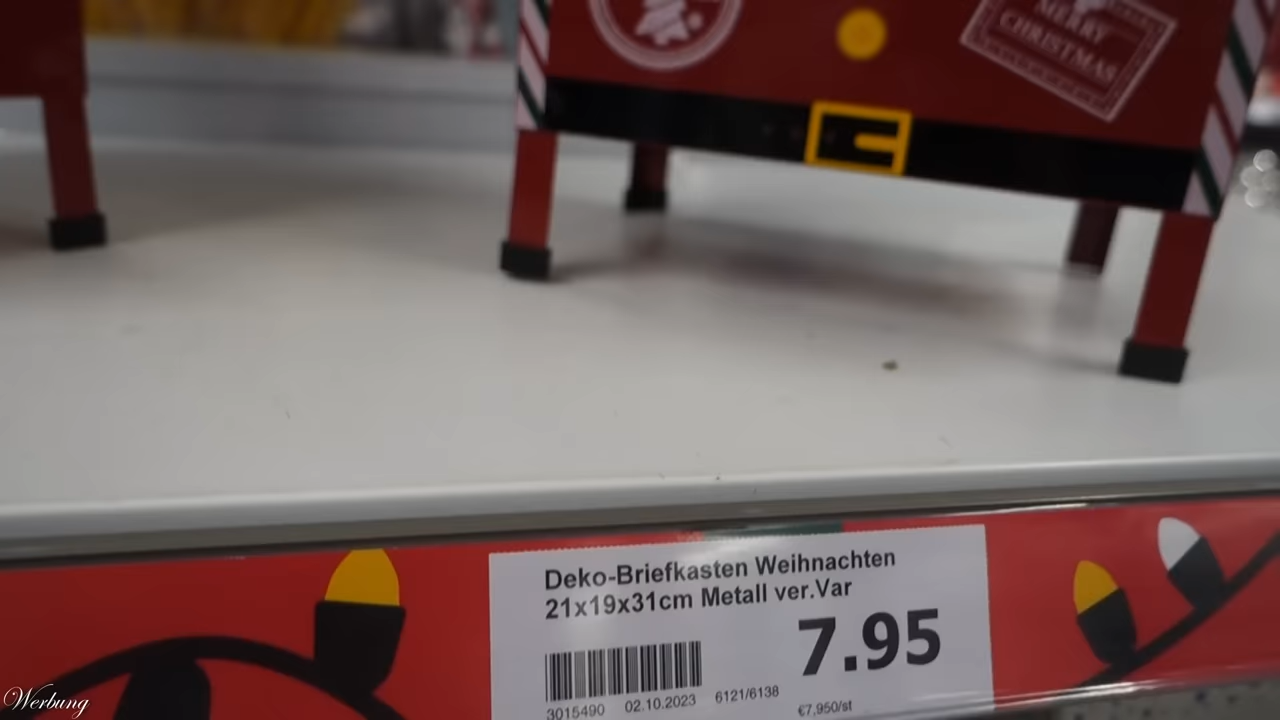 MERRY
CHRISTMAS
Deko-Briefkasten Weihnachten
21x19x31cm Metall ver.Var
7.95
3015490 02.10.2023 6121/6138
€7,950/st
Werbung